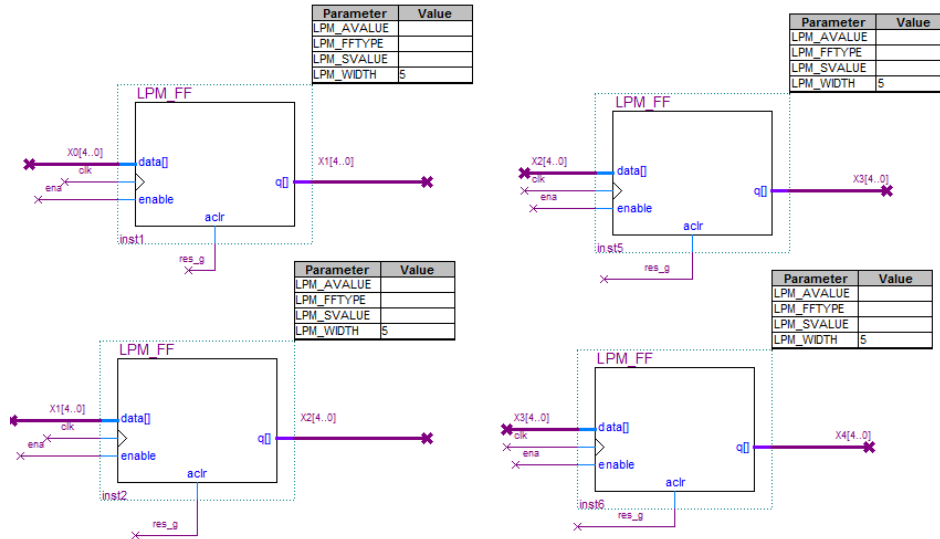 Parameter Value
LPM_AVALUE
LPM_FFTYPE
LPM_SVALUE
LPM_WIDTH 5
LPM_FF
X0[4..0]
clk
ena
data[]
enable
q[]
X1[4..0]
aclr
inst1
res_g
Parameter Value
LPM_AVALUE
LPM_FFTYPE
LPM_SVALUE
LPM_WIDTH 5
LPM_FF
X2[4..0]
clk
ena
data[]
enable
q[]
X3[4..0]
aclr
inst5
res_g
Parameter Value
LPM_AVALUE
LPM_FFTYPE
LPM_SVALUE
LPM_WIDTH 5
LPM_FF
X1[4..0]
clk
ena
data[]
enable
q[]
X2[4..0]
aclr
inst2
res_g
Parameter Value
LPM_AVALUE
LPM_FFTYPE
LPM_SVALUE
LPM_WIDTH 5
LPM_FF
X3[4..0]
clk
ena
data[]
enable
q[]
X4[4..0]
aclr
inst6
res_g